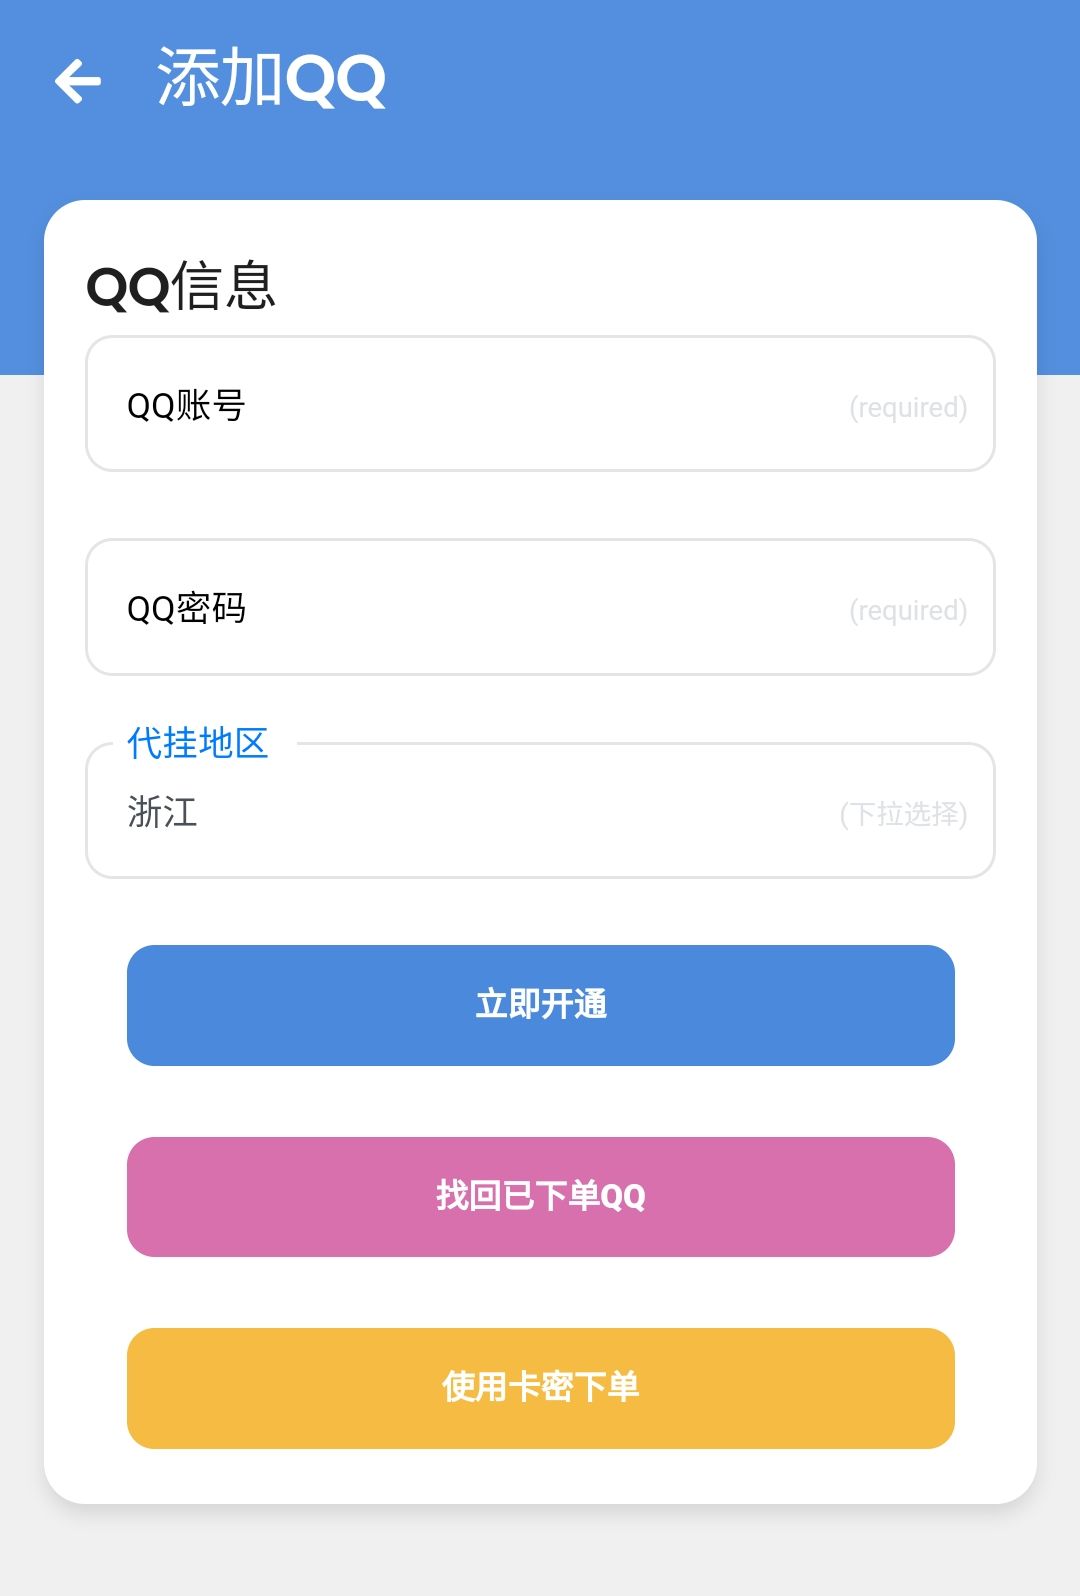 添加QQ
QQ信息
QQ账号 (required)
QQ密码 (required)
代挂地区
浙江 (下拉选择)
立即开通
找回已下单QQ
使用卡密下单